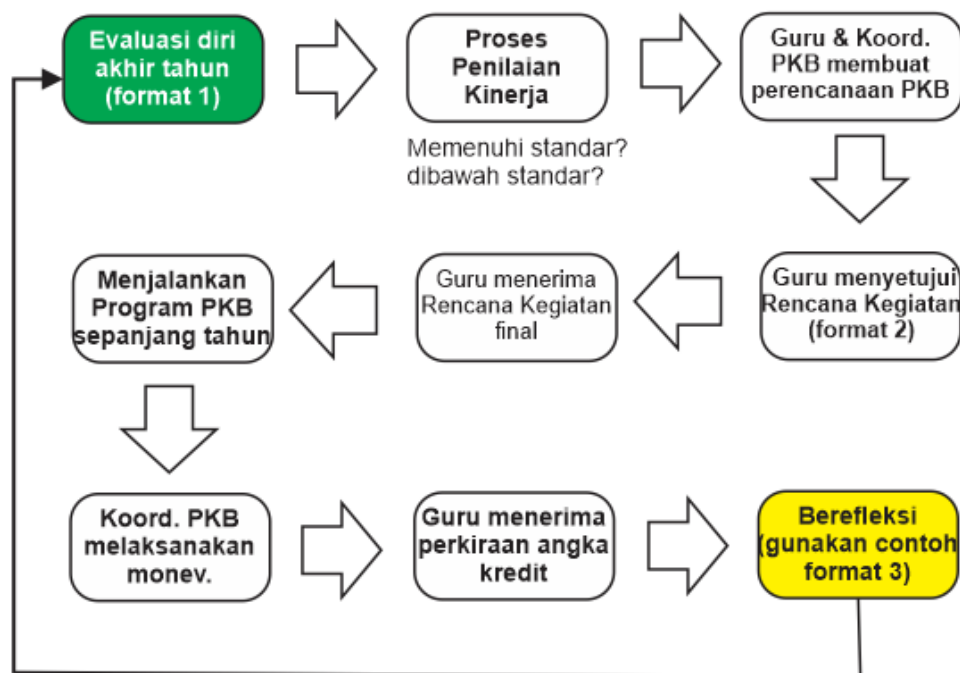 Evaluasi diri
akhir tahun
(format 1)
Proses
Penilaian
Kinerja
Memenuhi standar?
dibawah standar?
Guru & Koord.
PKB membuat
perencanaan PKB
Guru menyetujui
Rencana Kegiatan
(format 2)
Guru menerima
Rencana Kegiatan
final
Menjalankan
Program PKB
sepanjang tahun
Koord. PKB
melaksanakan
monev.
Guru menerima
perkiraan angka
kredit
Berefleksi
(gunakan contoh
format 3)